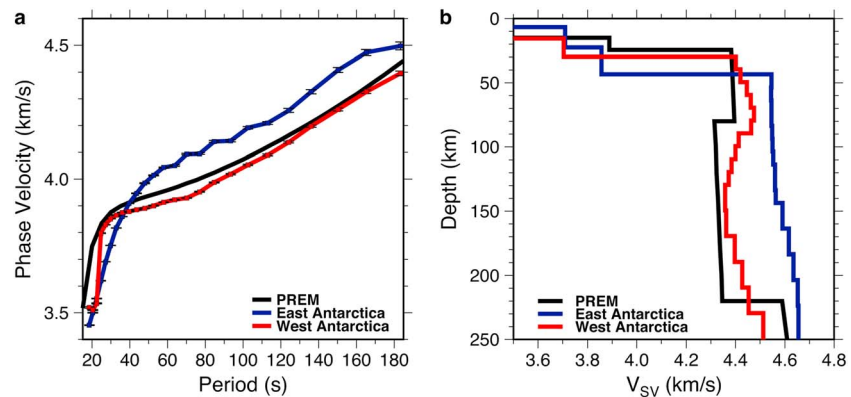 a
4.5
4.0
3.5
Phase Velocity (km/s)
20 40 60 80 100 120 140 160 180
Period (s)
PREM
East Antarctica
West Antarctica
b
0
50
100
150
200
250
Depth (km)
3.6 3.8 4.0 4.2 4.4 4.6 4.8
VSV (km/s)
PREM
East Antarctica
West Antarctica